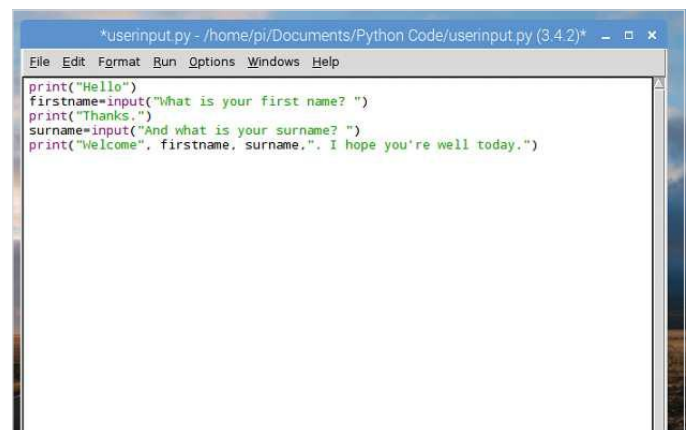 *userinput.py - /home/pi/Documents/Python Code/userinput.py (3.4.2)*
File Edit Format Run Options Windows Help
print("Hello")
firstname=input("What is your first name? ")
print("Thanks.")
surname=input("And what is your surname? ")
print("Welcome", firstname, surname,". I hope you're well today.")